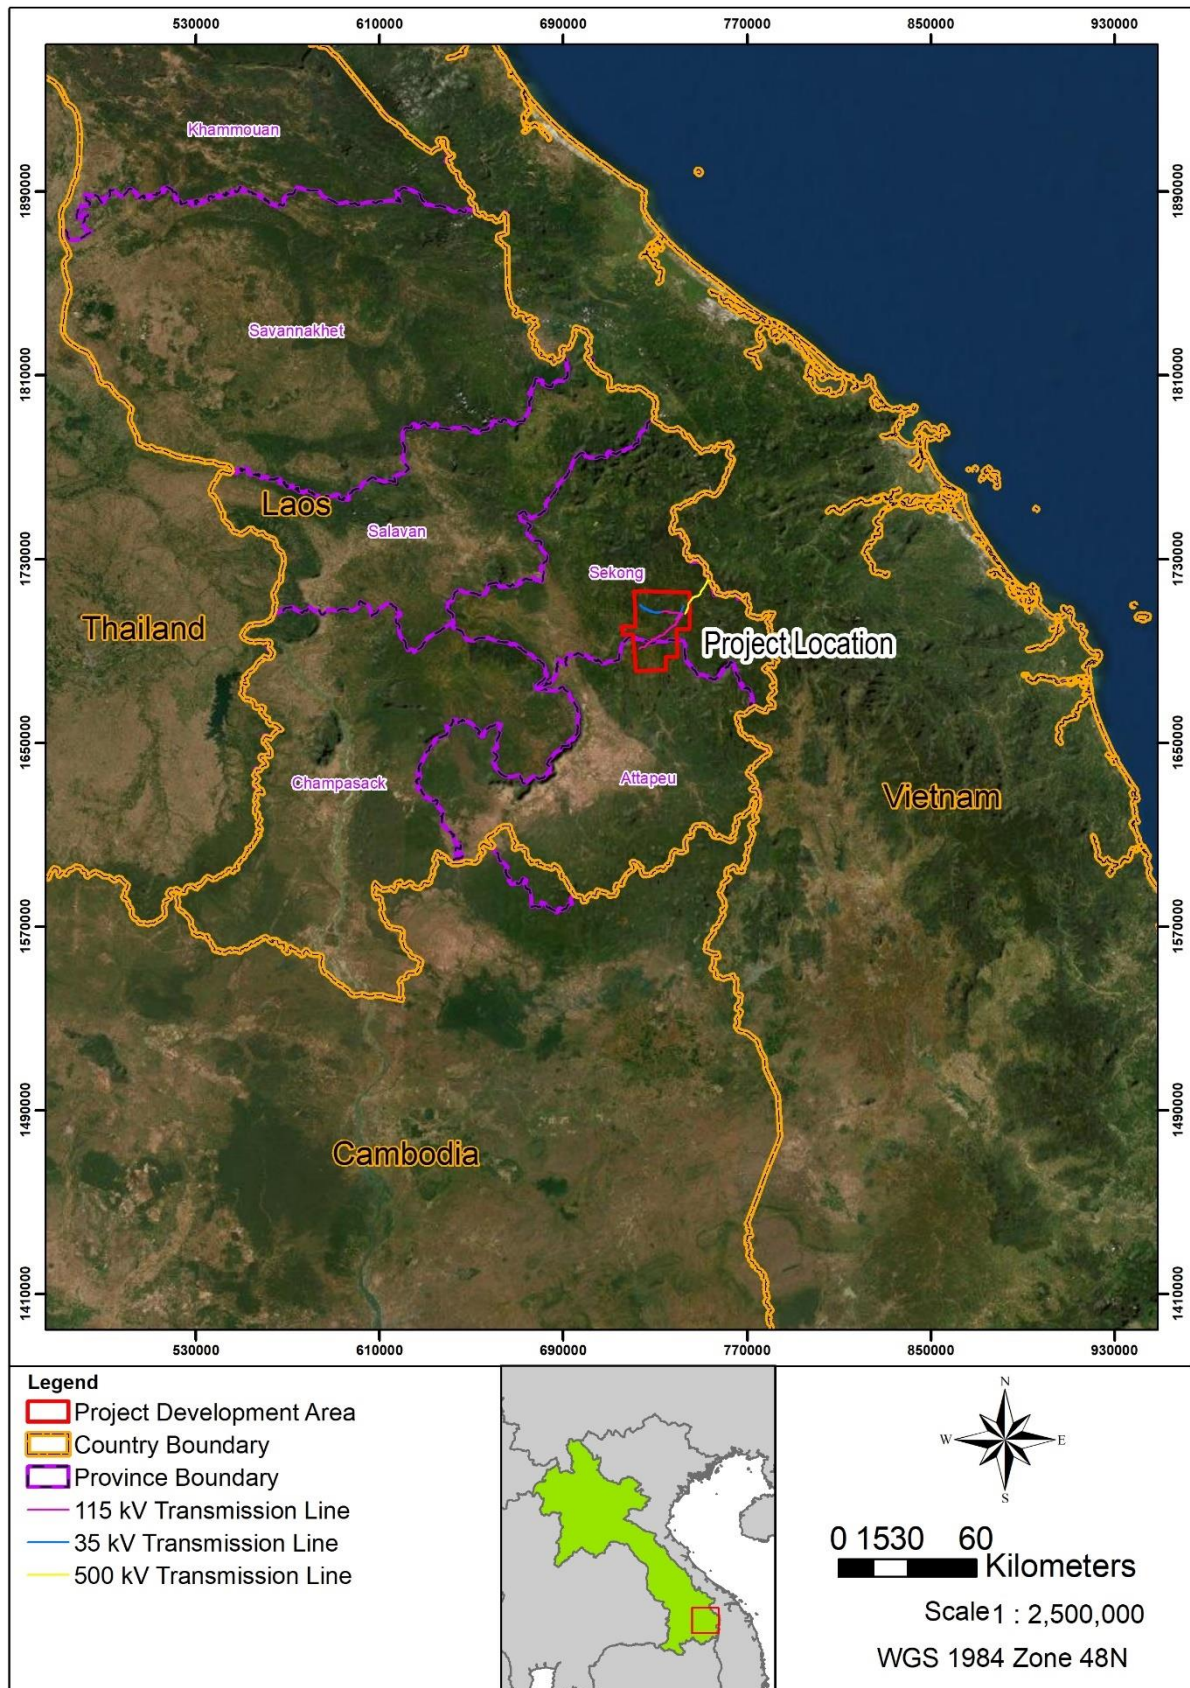 530000 610000 690000 770000 850000 930000
Khammouan
1890000 1890000
Savannakhet
1810000 1810000
Laos
Salavan
1730000 1730000
Sekong
Thailand
Project Location
1650000 1650000
Champasack
Attapeu
Vietnam
1570000 1570000
Cambodia
1490000 1490000
1410000 1410000
530000 610000 690000 770000 850000 930000
Legend
Project Development Area
Country Boundary
Province Boundary
115 kV Transmission Line
35 kV Transmission Line
500 kV Transmission Line
N
W E
S
0 1530 60
Kilometers
Scale 1 : 2,500,000
WGS 1984 Zone 48N